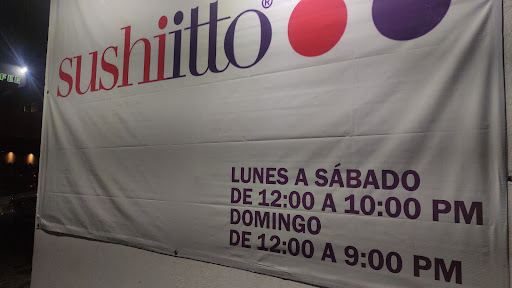 sushiitto®
LUNES A SÁBADO
DE 12:00 A 10:00 PM
DOMINGO
DE 12:00 A 9:00 PM